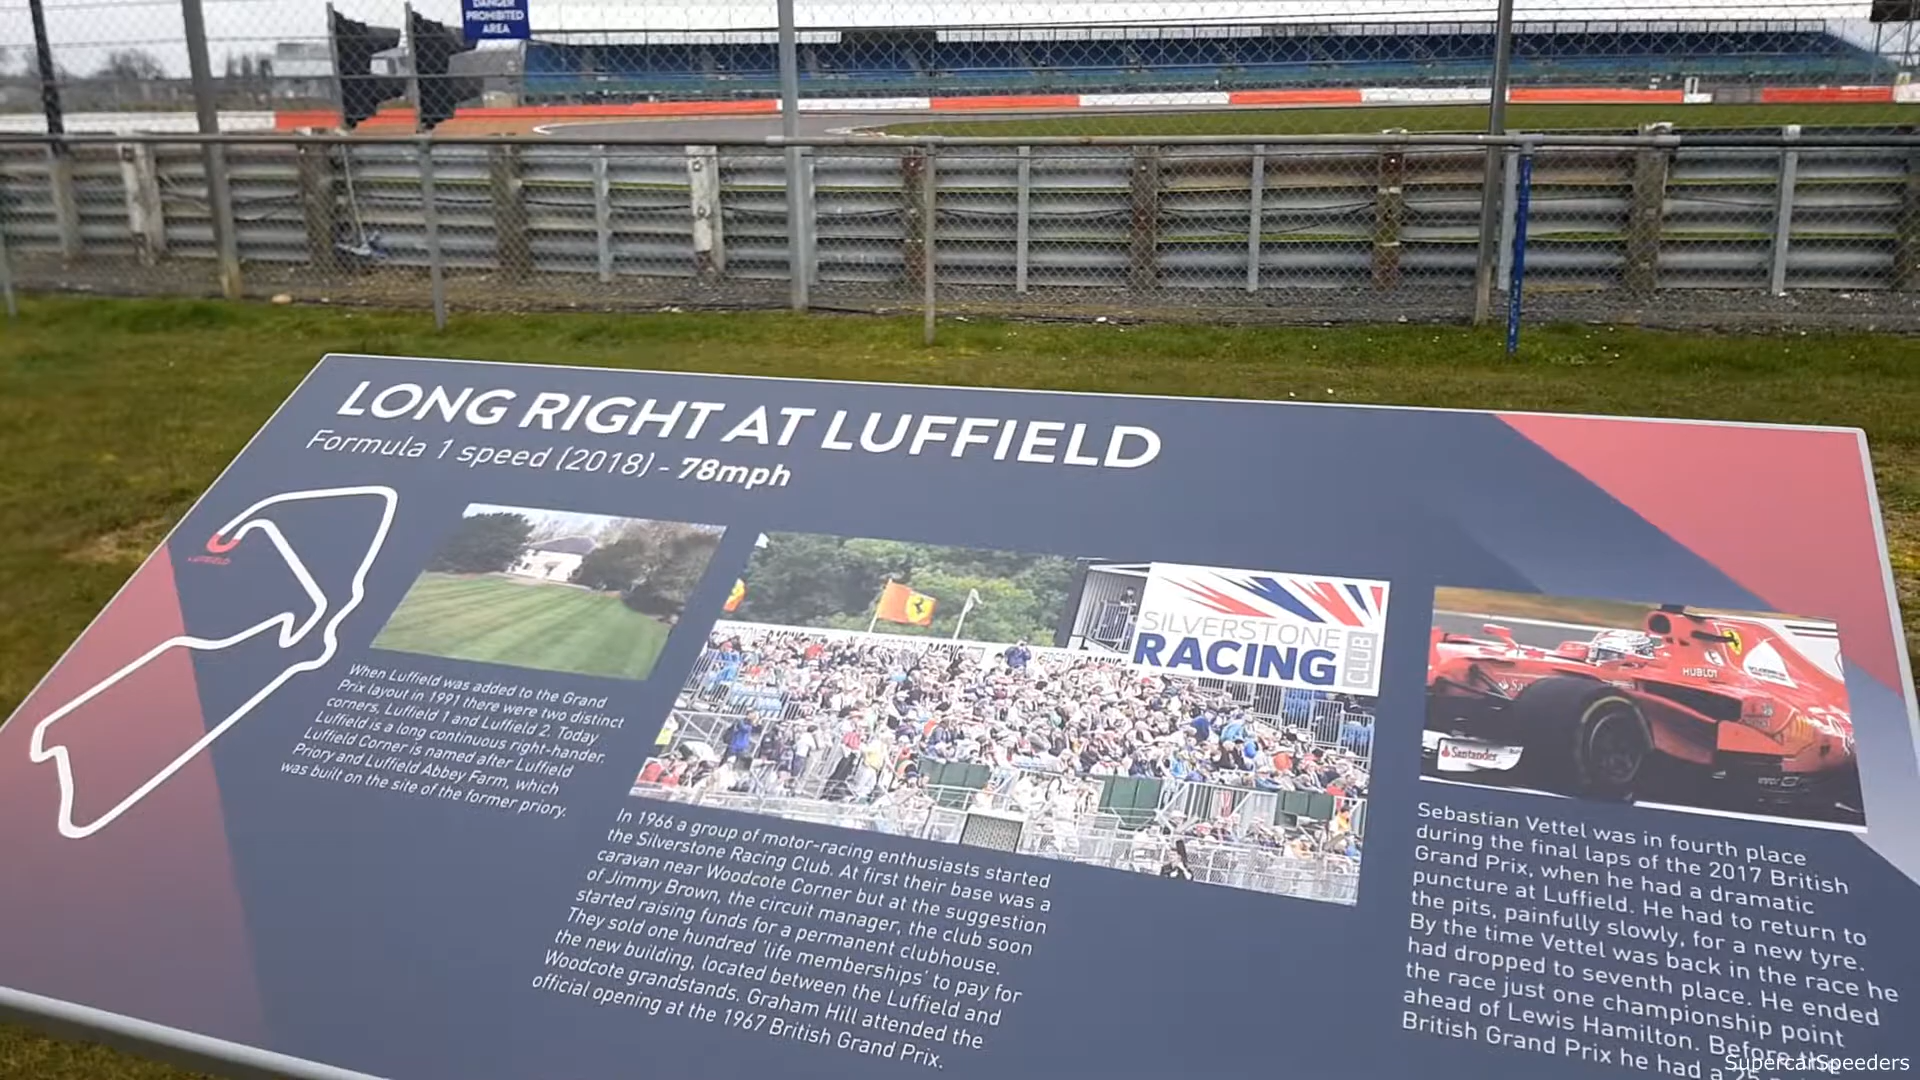 DANGER
PROHIBITED
AREA
LONG RIGHT AT LUFFIELD
Formula 1 speed (2018) - 78mph
LUFFIELD
When Luffield was added to the Grand
Prix layout in 1991 there were two distinct
corners, Luffield 1 and Luffield 2. Today
Luffield is a long continuous right-hander.
Luffield Corner is named after Luffield
Priory and Luffield Abbey Farm, which
was built on the site of the former priory.
SILVERSTONE
RACING
CLUB
In 1966 a group of motor-racing enthusiasts started
the Silverstone Racing Club. At first their base was a
caravan near Woodcote Corner but at the suggestion
of Jimmy Brown, the circuit manager, the club soon
started raising funds for a permanent clubhouse.
They sold one hundred 'life memberships' to pay for
the new building, located between the Luffield and
Woodcote grandstands. Graham Hill attended the
official opening at the 1967 British Grand Prix.
HUBLOT
Santander
Sebastian Vettel was in fourth place
during the final laps of the 2017 British
Grand Prix, when he had a dramatic
puncture at Luffield. He had to return to
the pits, painfully slowly, for a new tyre.
By the time Vettel was back in the race he
had dropped to seventh place. He ended
the race just one championship point
ahead of Lewis Hamilton. Before the
British Grand Prix he had a 25
SupercarSpeeders